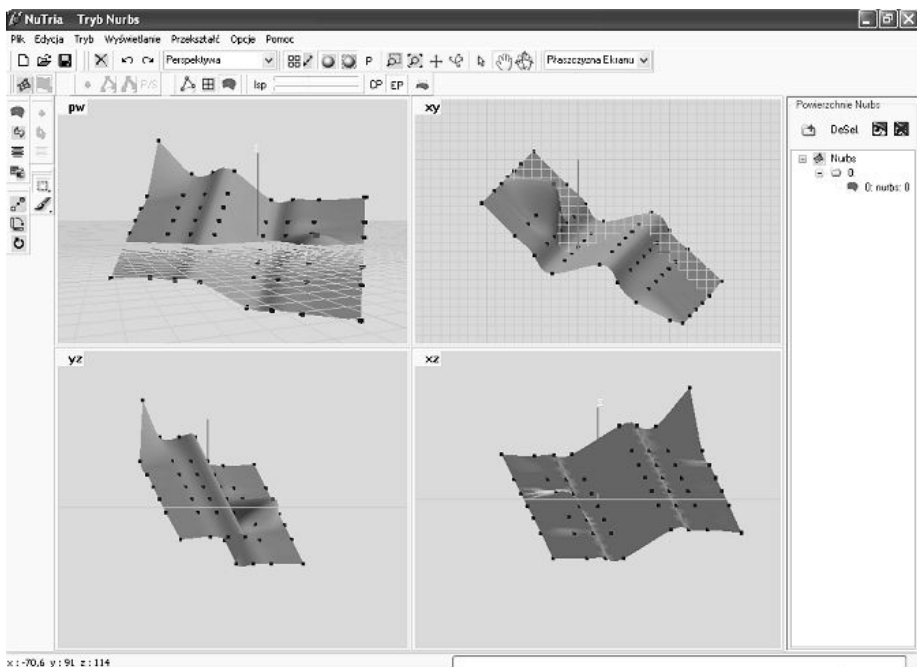 NuTria Tryb Nurbs
Plik Edycja Tryb Wyświetlanie Przekształć Opcje Pomoc
Perspektywa P Płaszczyzna Ekranu
P/S Isp CP EP
pw
xy
Powierzchnie Nurbs
DeSel
Nurbs
0:
0: nurbs: 0
yz
xz
x : -70,6 y : 91 z : 114